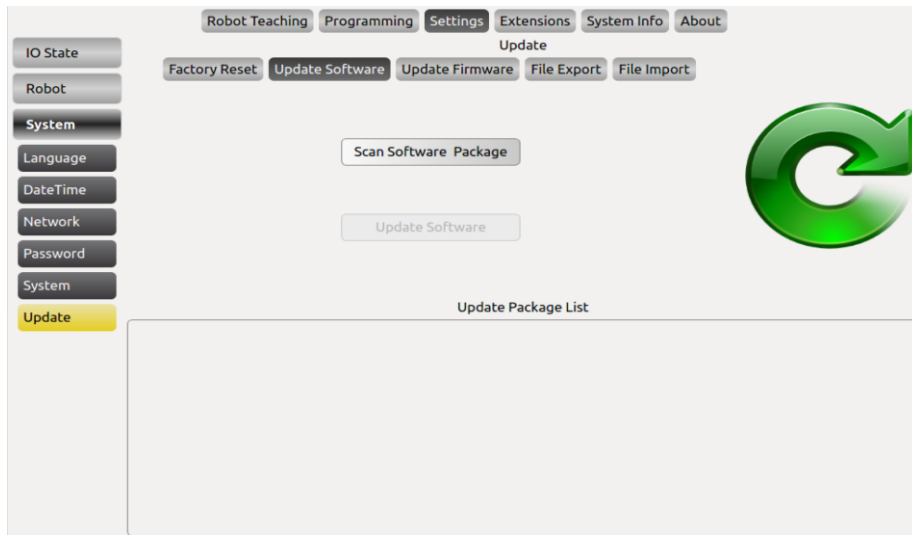 Robot Teaching Programming Settings Extensions System Info About
Update
Factory Reset Update Software Update Firmware File Export File Import
IO State
Robot
System
Language
DateTime
Network
Password
System
Update
Scan Software Package
Update Software
Update Package List